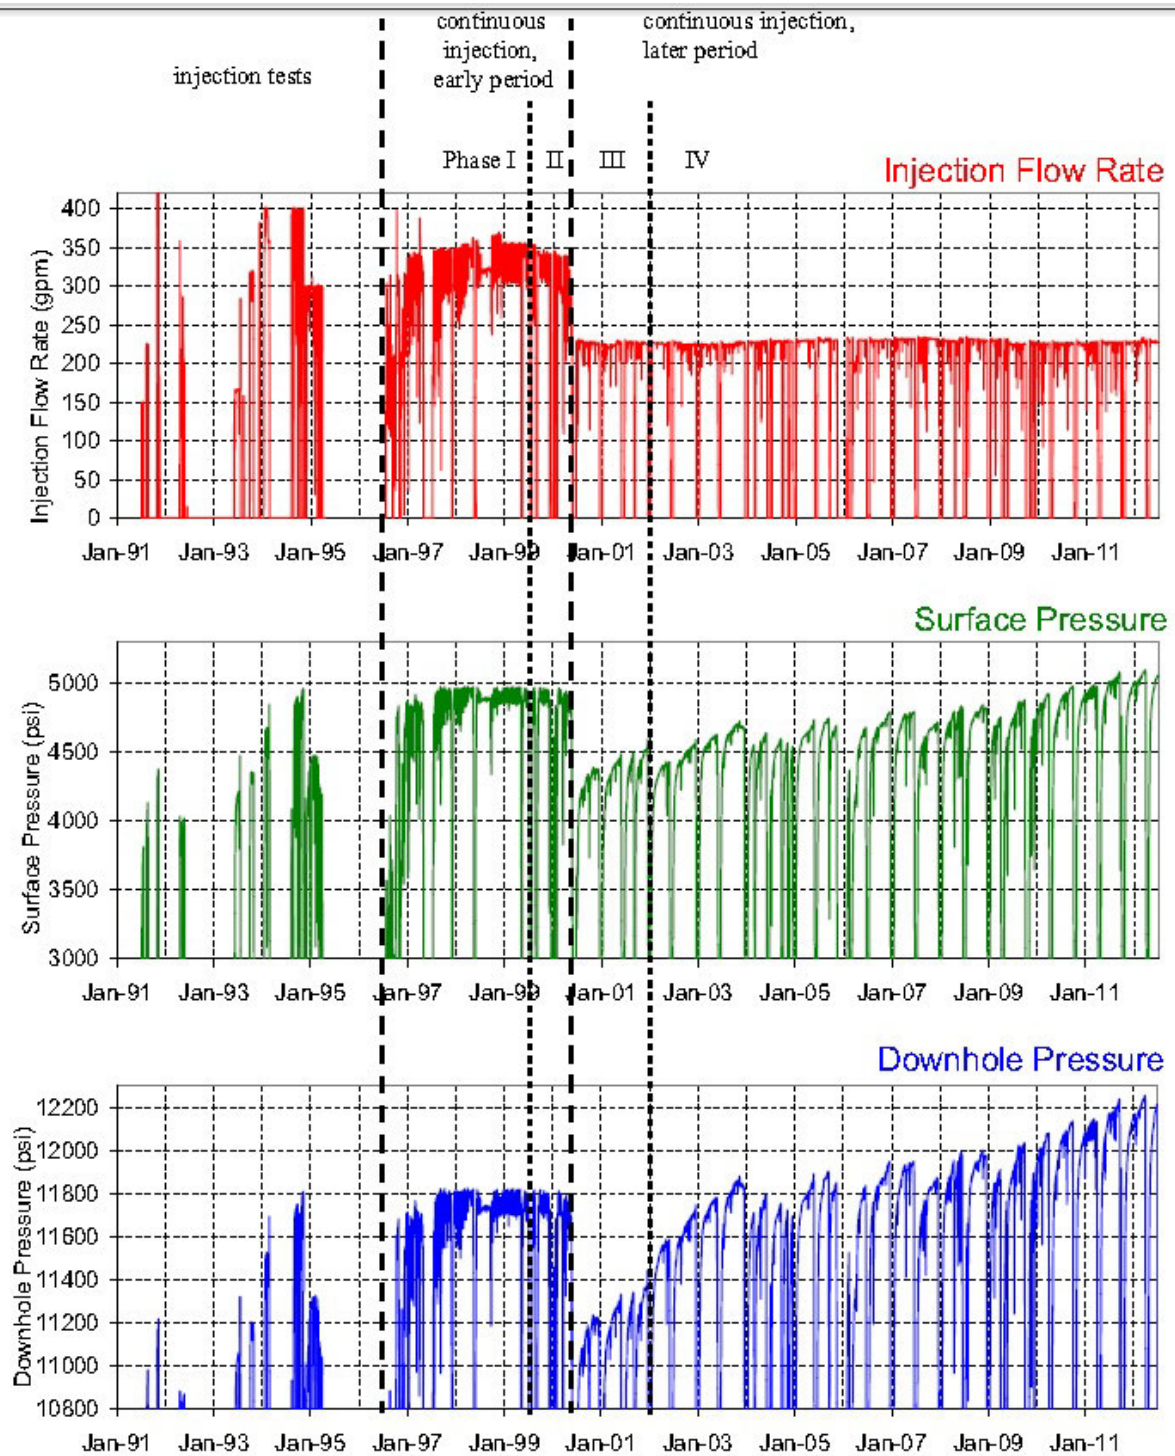 continuous
injection,
early period
continuous injection,
later period
injection tests
Phase I
II
III
IV
Injection Flow Rate
Injection Flow Rate (gpm)
400
350
300
250
200
150
100
50
0
Jan-91 Jan-93 Jan-95 Jan-97 Jan-99 Jan-01 Jan-03 Jan-05 Jan-07 Jan-09 Jan-11
Surface Pressure
Surface Pressure (psi)
5000
4500
4000
3500
3000
Jan-91 Jan-93 Jan-95 Jan-97 Jan-99 Jan-01 Jan-03 Jan-05 Jan-07 Jan-09 Jan-11
Downhole Pressure
Downhole Pressure (psi)
12200
12000
11800
11600
11400
11200
11000
10800
Jan-91 Jan-93 Jan-95 Jan-97 Jan-99 Jan-01 Jan-03 Jan-05 Jan-07 Jan-09 Jan-11